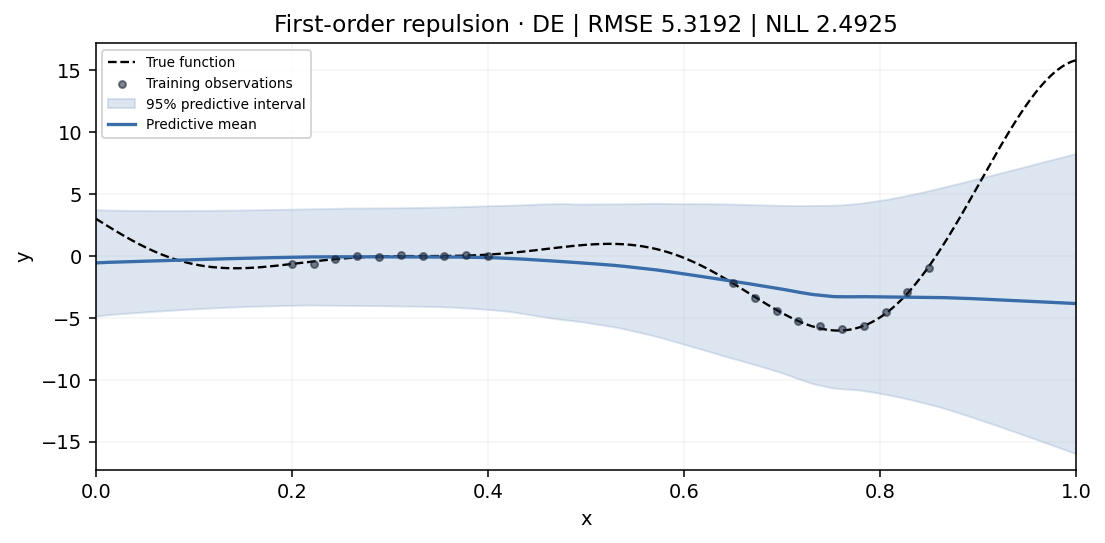 First-order repulsion · DE | RMSE 5.3192 | NLL 2.4925
True function
Training observations
95% predictive interval
Predictive mean
15
10
5
0
−5
−10
−15
y
0.0 0.2 0.4 0.6 0.8 1.0
x